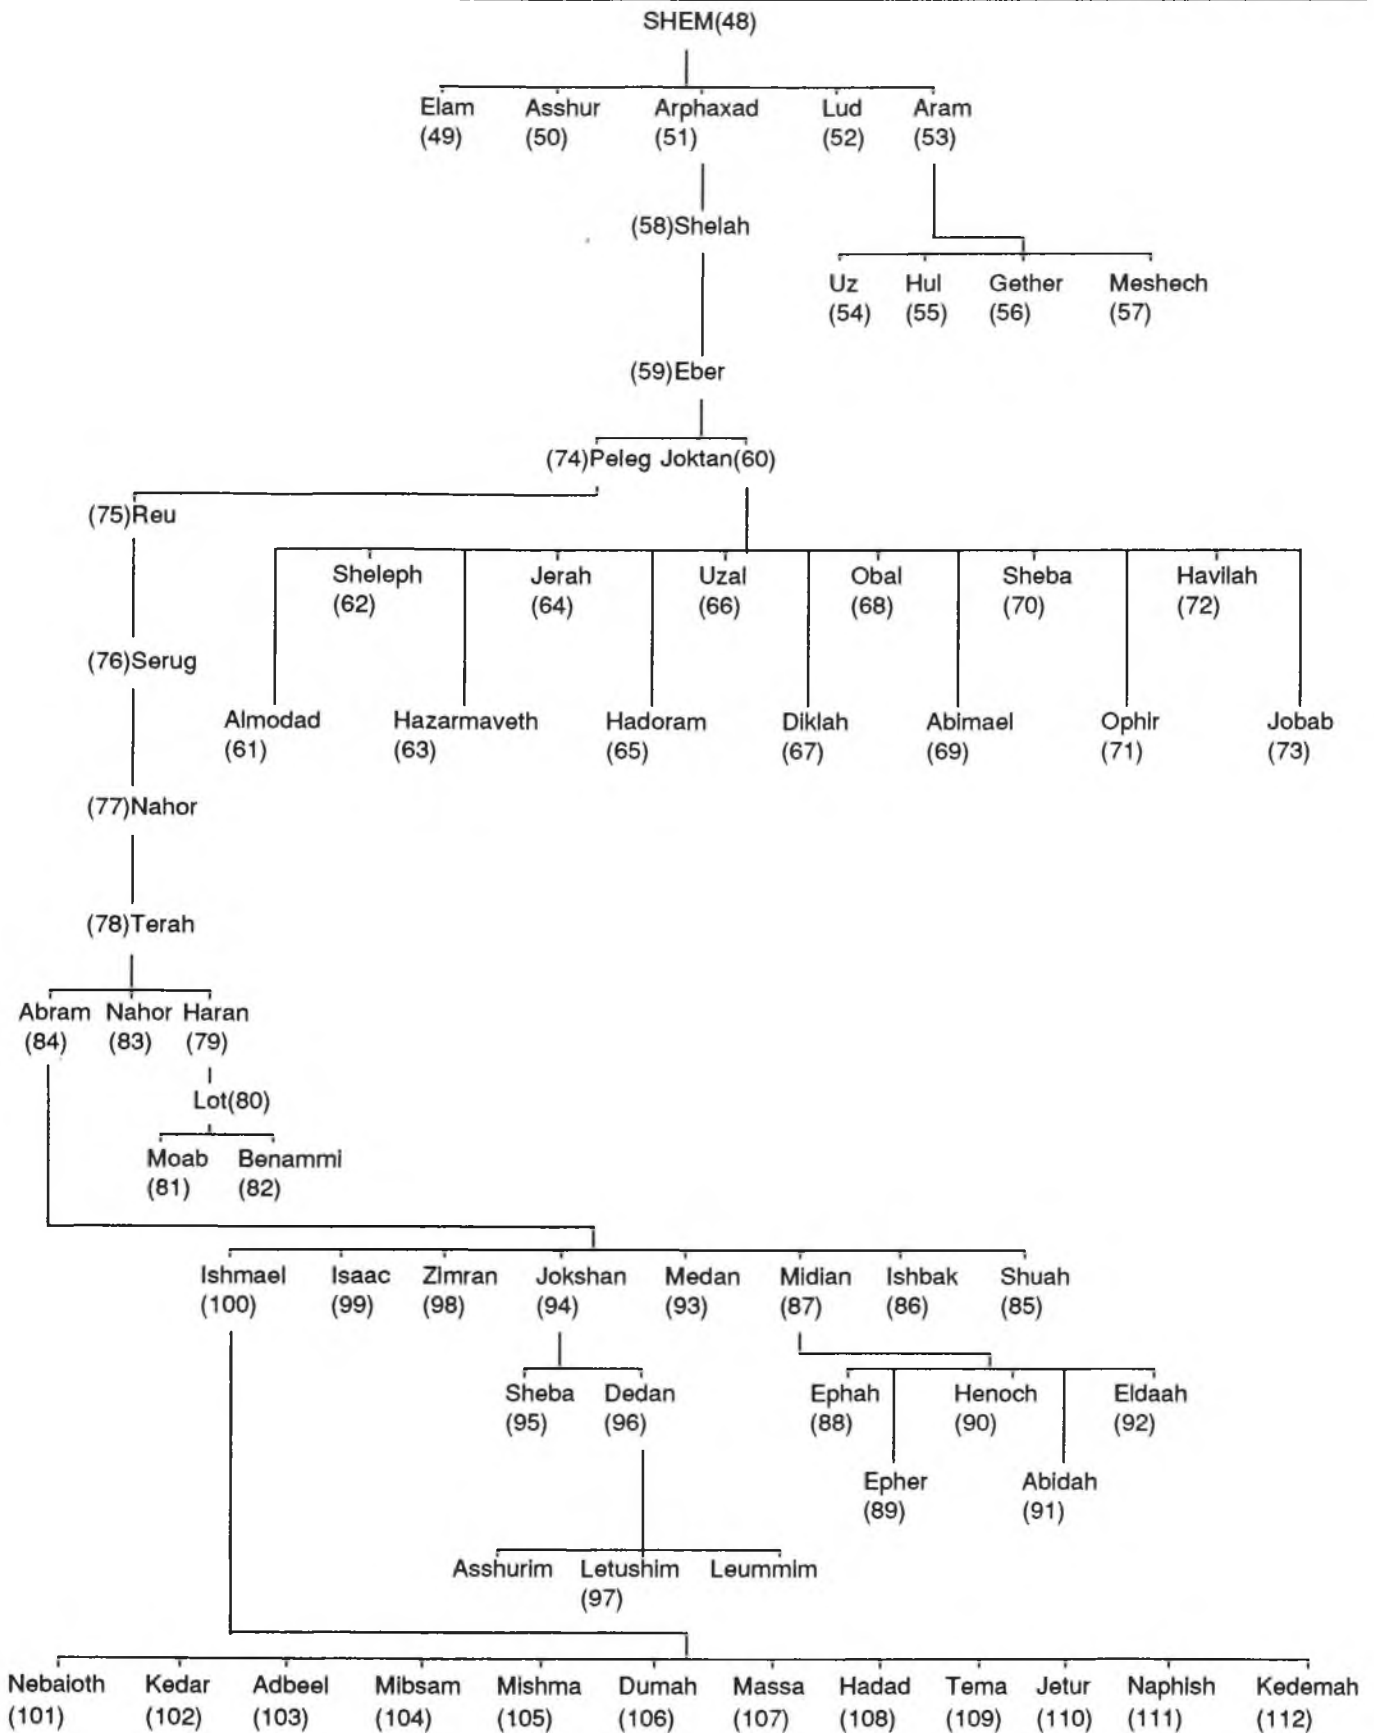 SHEM(48)
Elam Asshur Arphaxad Lud Aram
(49) (50) (51) (52) (53)
(58)Shelah
Uz Hul Gether Meshech
(54) (55) (56) (57)
(59)Eber
(74)Peleg Joktan(60)
(75)Reu
Sheleph Jerah Uzal Obal Sheba Havilah
(62) (64) (66) (68) (70) (72)
(76)Serug
Almodad Hazarmaveth Hadoram Diklah Abimael Ophir Jobab
(61) (63) (65) (67) (69) (71) (73)
(77)Nahor
(78)Terah
Abram Nahor Haran
(84) (83) (79)
Lot(80)
Moab Benammi
(81) (82)
Ishmael Isaac Zimran Jokshan Medan Midian Ishbak Shuah
(100) (99) (98) (94) (93) (87) (86) (85)
Sheba Dedan Ephah Henoch Eldaah
(95) (96) (88) (90) (92)
Epher Abidah
(89) (91)
Asshurim Letushim Leummim
(97)
Nebaioth Kedar Adbeel Mibsam Mishma Dumah Massa Hadad Tema Jetur Naphish Kedemah
(101) (102) (103) (104) (105) (106) (107) (108) (109) (110) (111) (112)